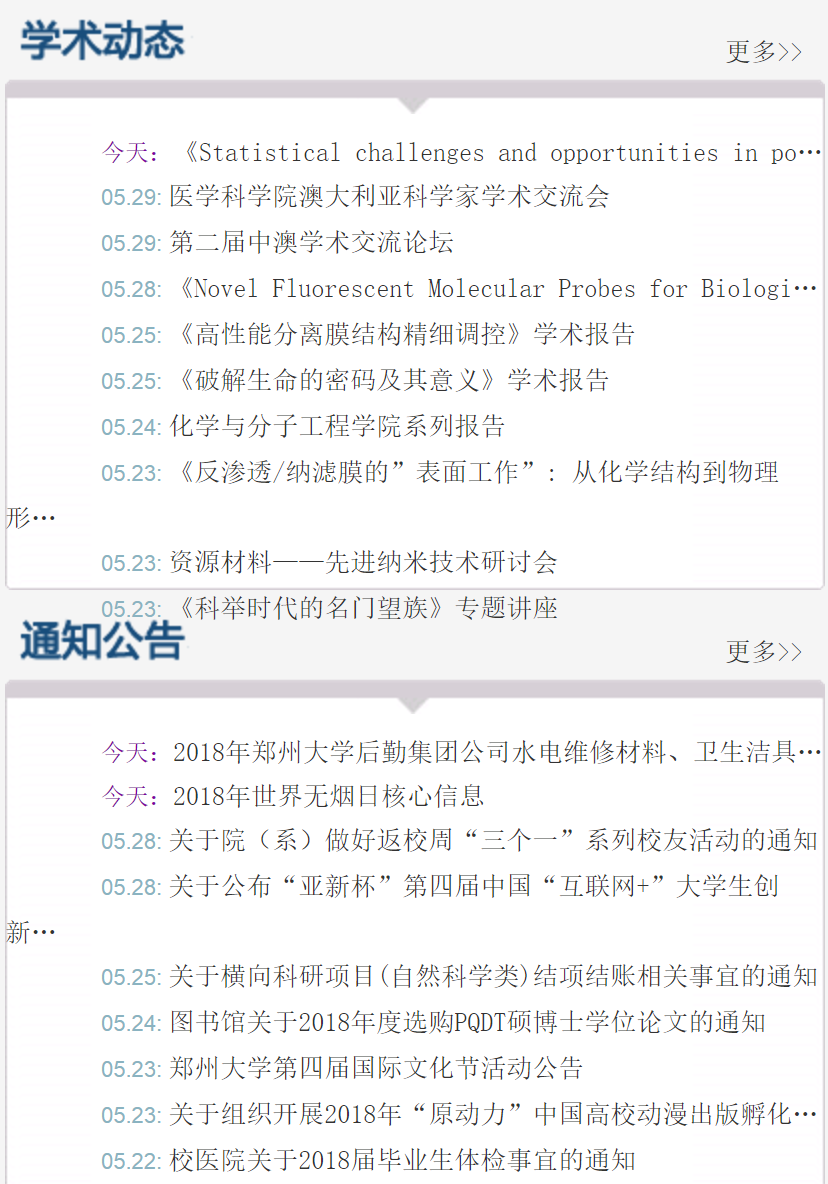 学术动态
更多>>
今天: 《Statistical challenges and opportunities in po…
05.29: 医学科学院澳大利亚科学家学术交流会
05.29: 第二届中澳学术交流论坛
05.28: 《Novel Fluorescent Molecular Probes for Biologi…
05.25: 《高性能分离膜结构精细调控》学术报告
05.25: 《破解生命的密码及其意义》学术报告
05.24: 化学与分子工程学院系列报告
05.23: 《反渗透/纳滤膜的”表面工作”: 从化学结构到物理
形…
05.23: 资源材料——先进纳米技术研讨会
05.23: 《科举时代的名门望族》专题讲座
通知公告
更多>>
今天: 2018年郑州大学后勤集团公司水电维修材料、卫生洁具…
今天: 2018年世界无烟日核心信息
05.28: 关于院（系）做好返校周“三个一”系列校友活动的通知
05.28: 关于公布“亚新杯”第四届中国“互联网+”大学生创
新…
05.25: 关于横向科研项目(自然科学类)结项结账相关事宜的通知
05.24: 图书馆关于2018年度选购PQDT硕博士学位论文的通知
05.23: 郑州大学第四届国际文化节活动公告
05.23: 关于组织开展2018年“原动力”中国高校动漫出版孵化…
05.22: 校医院关于2018届毕业生体检事宜的通知